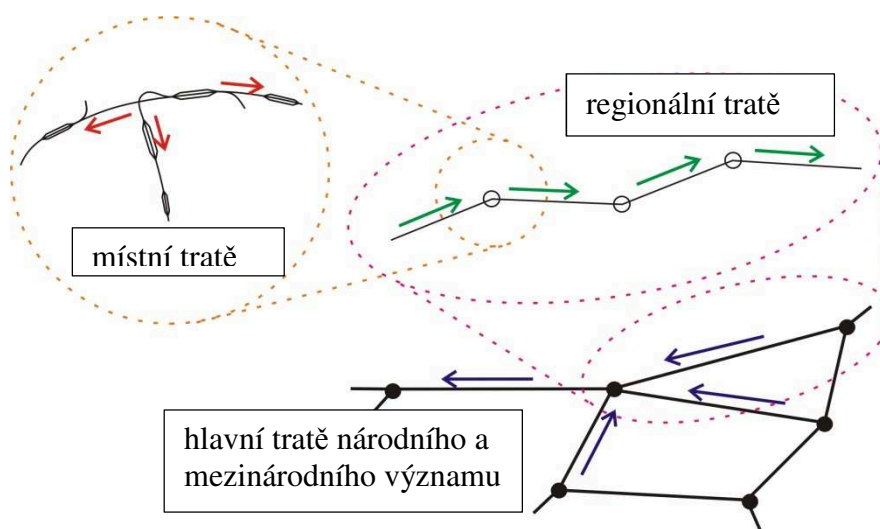 regionální tratě
místní tratě
hlavní tratě národního a
mezinárodního významu